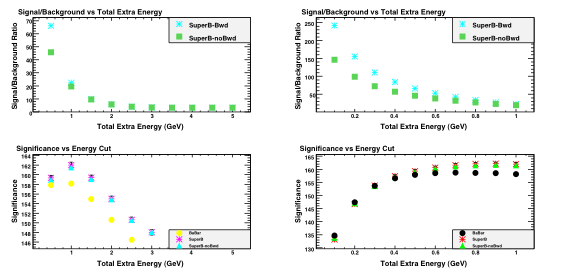 Signal/Background vs Total Extra Energy
Signal/Background Ratio
70
60
50
40
30
20
10
0
SuperB-Bwd
SuperB-noBwd
1
2
3
4
5
Total Extra Energy (GeV)
Signal/Background vs Total Extra Energy
Signal/Background Ratio
250
200
150
100
50
SuperB-Bwd
SuperB-noBwd
0.2
0.4
0.6
0.8
1
Total Extra Energy (GeV)
Significance vs Energy Cut
Significance
164
162
160
158
156
154
152
150
148
146
BaBar
SuperB
SuperB-noBwd
1
2
3
4
5
Total Extra Energy (GeV)
Significance vs Energy Cut
Significance
165
160
155
150
145
140
135
130
BaBar
SuperB
SuperB-noBwd
0.2
0.4
0.6
0.8
1
Total Extra Energy (GeV)